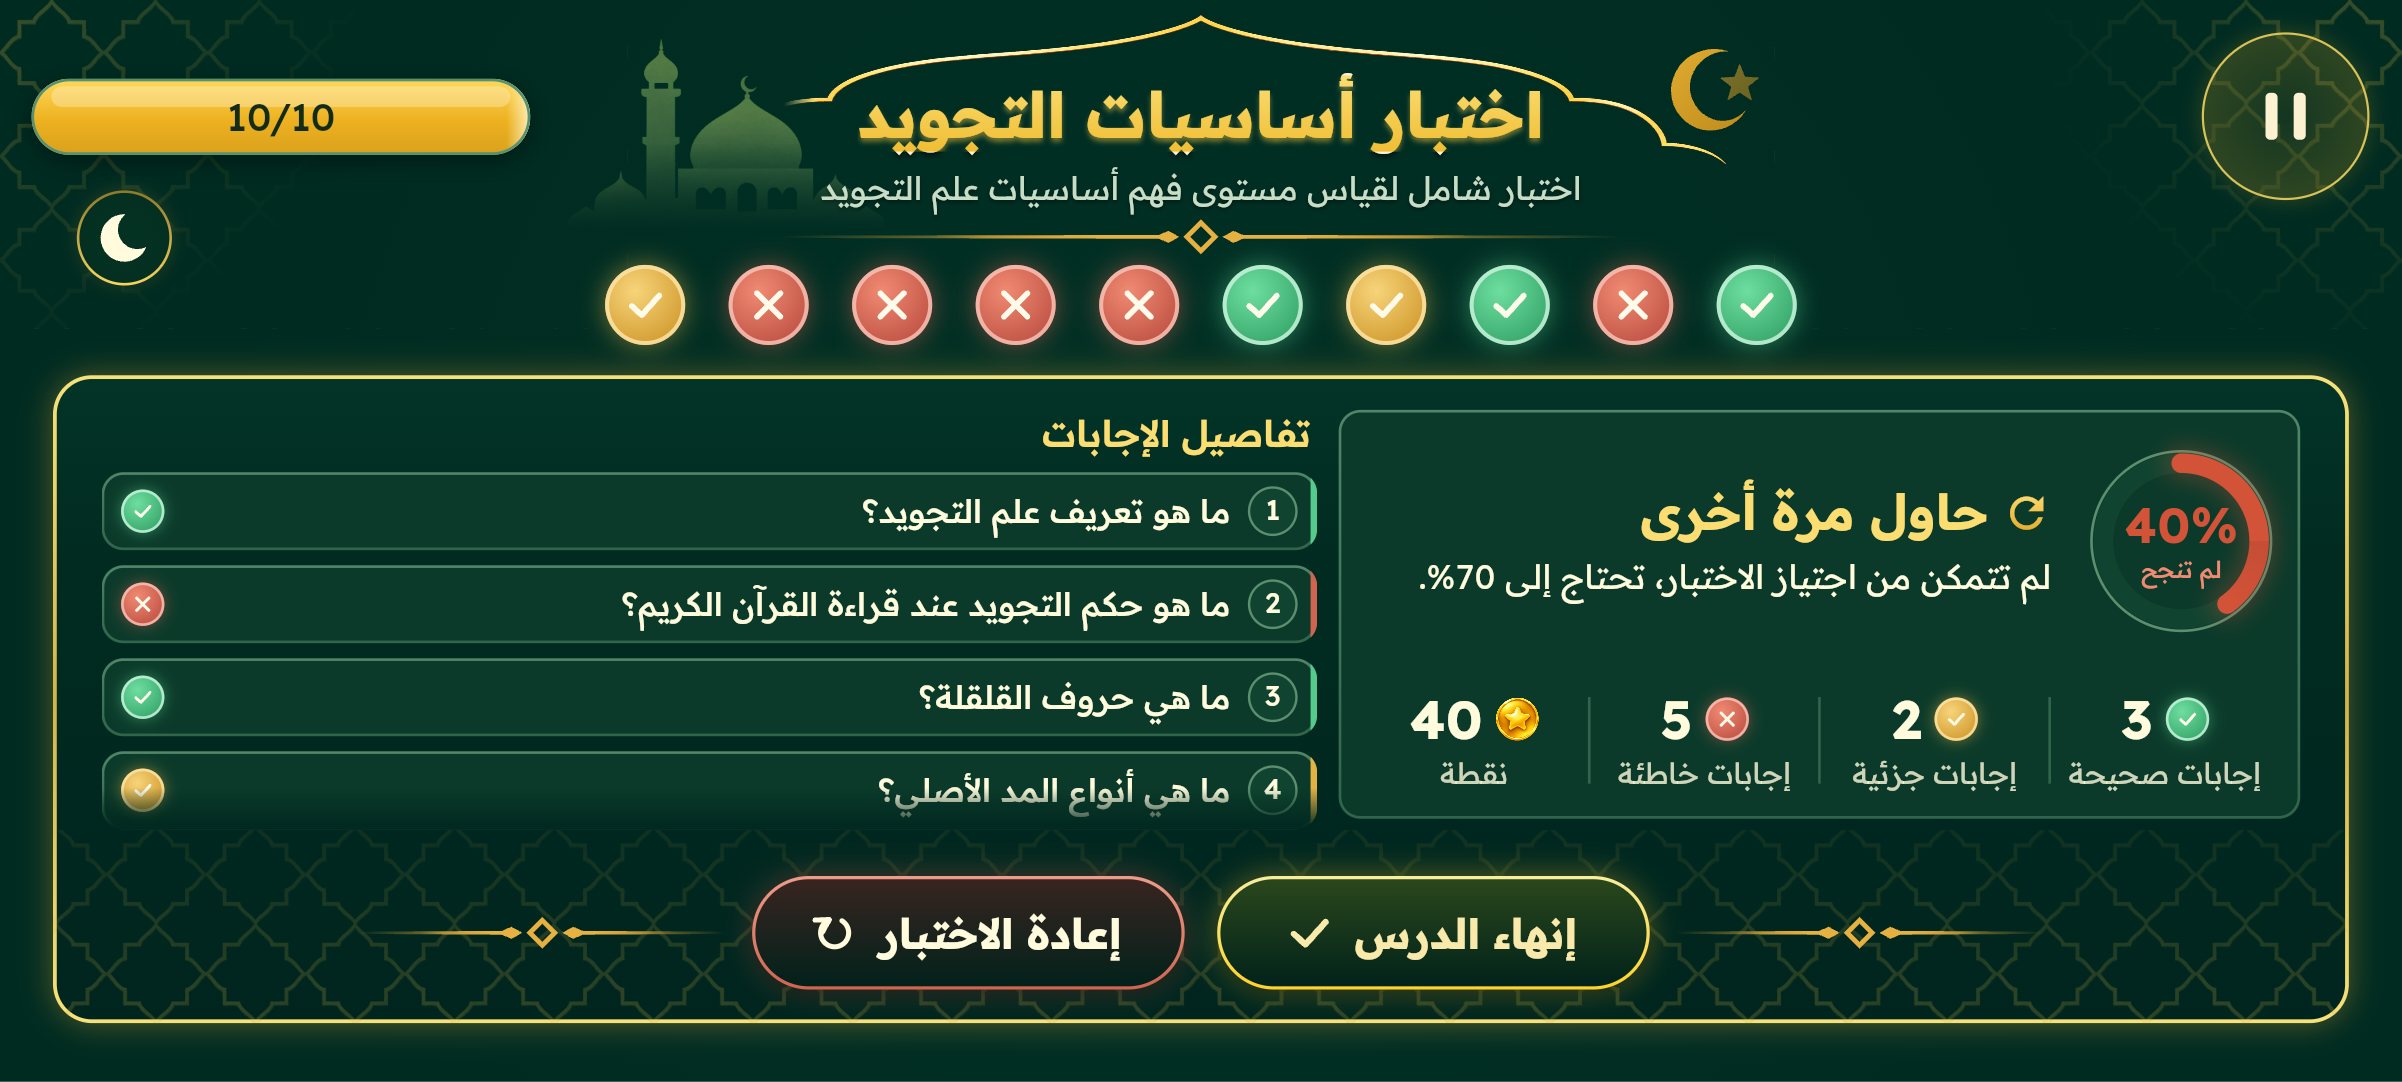 10/10
اختبار أساسيات التجويد
اختبار شامل لقياس مستوى فهم أساسيات علم التجويد
40%
لم تنجح
حاول مرة أخرى
لم تتمكن من اجتياز الاختبار، تحتاج إلى 70%.
3
إجابات صحيحة
2
إجابات جزئية
5
إجابات خاطئة
40
نقطة
تفاصيل الإجابات
1 ما هو تعريف علم التجويد؟
2 ما هو حكم التجويد عند قراءة القرآن الكريم؟
3 ما هي حروف القلقلة؟
4 ما هي أنواع المد الأصلي؟
إنهاء الدرس
إعادة الاختبار